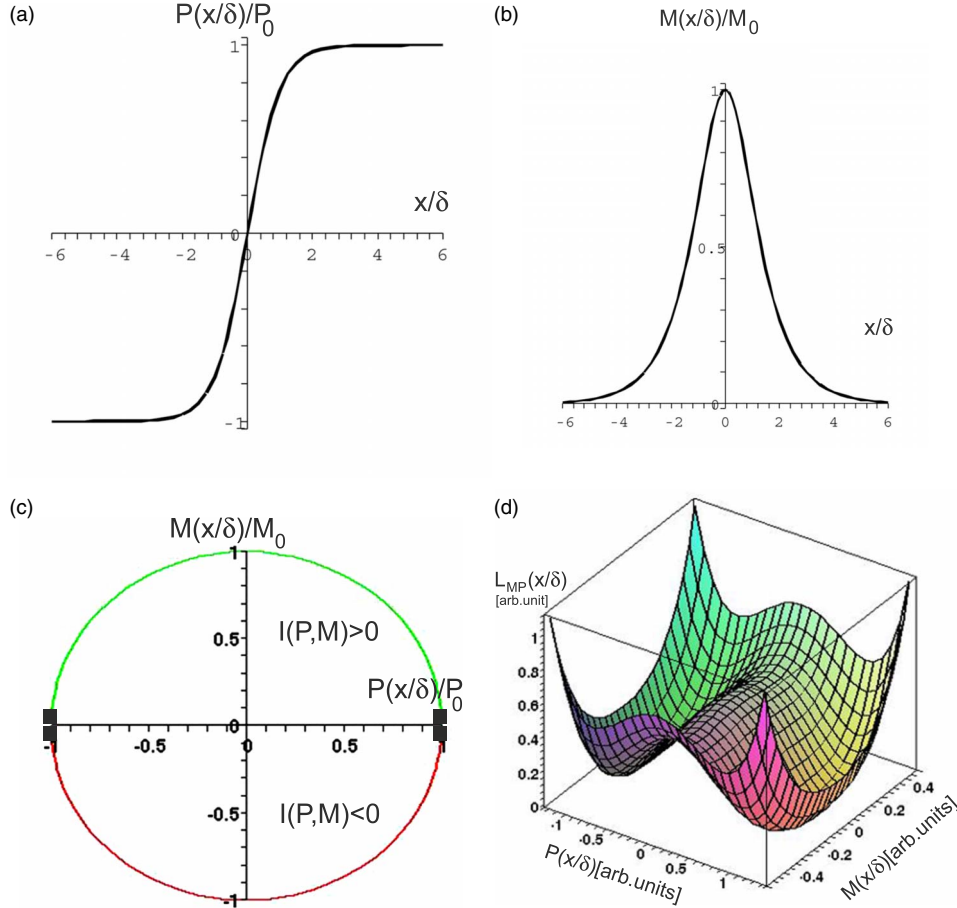 (a)
P(x/δ)/P0
1
x/δ
0
-6 -4 -2 0 2 4 6
-1
(b)
M(x/δ)/M0
1
0.5
x/δ
0
-6 -4 -2 0 2 4 6
(c)
M(x/δ)/M0
1
I(P,M)>0
0.5
P(x/δ)/P0
0
-1 -0.5 0 0.5 1
-0.5
I(P,M)<0
-1
(d)
LMP(x/δ)
[arb.unit]
1
0.8
0.6
0.4
0.2
0
-1 -0.5 0 0.5 1
P(x/δ)[arb.units]
-0.4 -0.2 0 0.2 0.4
M(x/δ)[arb.units]